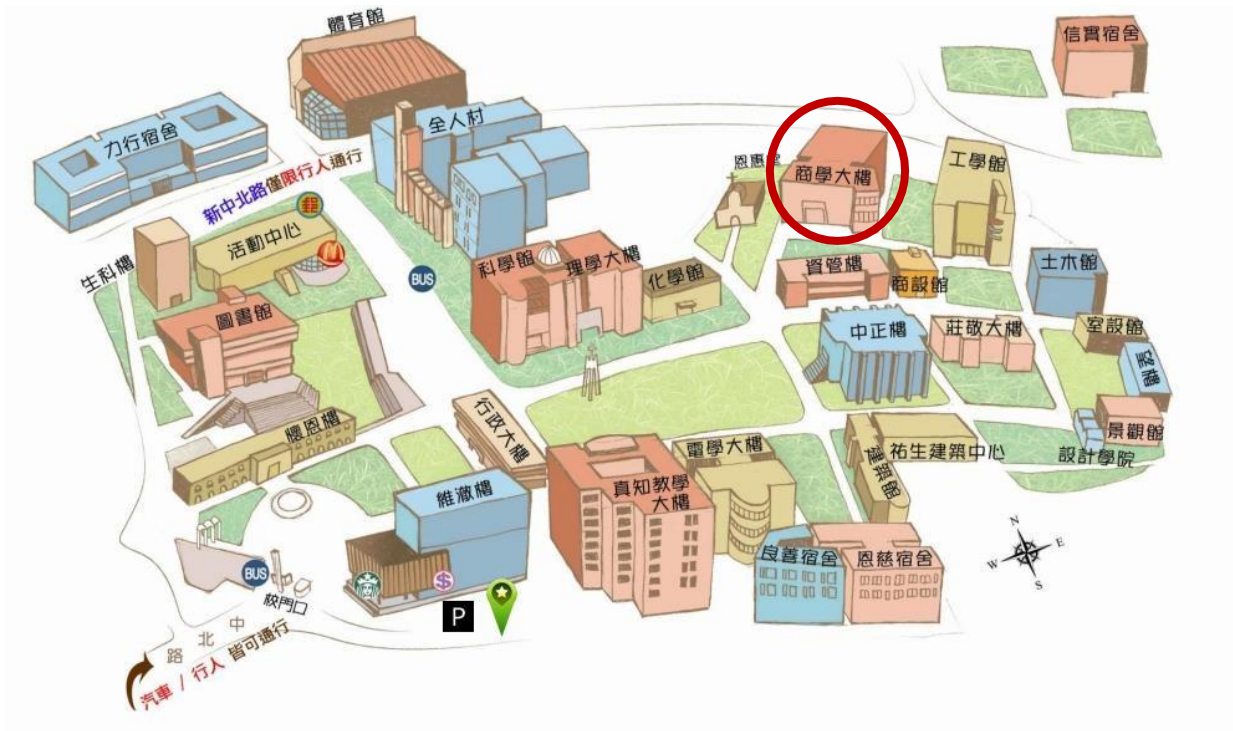 體育館
信實宿舍
全人村
力行宿舍
工學館
恩惠堂
商學大樓
新中北路僅限行人通行
郵
活動中心
生科樓
科學館
理學大樓
化學館
資管樓
商設館
土木館
BUS
圖書館
中正樓
莊敬大樓
室設館
望樓
行政大樓
懷恩樓
電學大樓
祐生建築中心
景觀館
設計學院
建築館
真知教學
大樓
維澈樓
良善宿舍
恩慈宿舍
N
W
E
S
BUS
$
校門口
P
中
北
路
汽車 / 行人 皆可通行